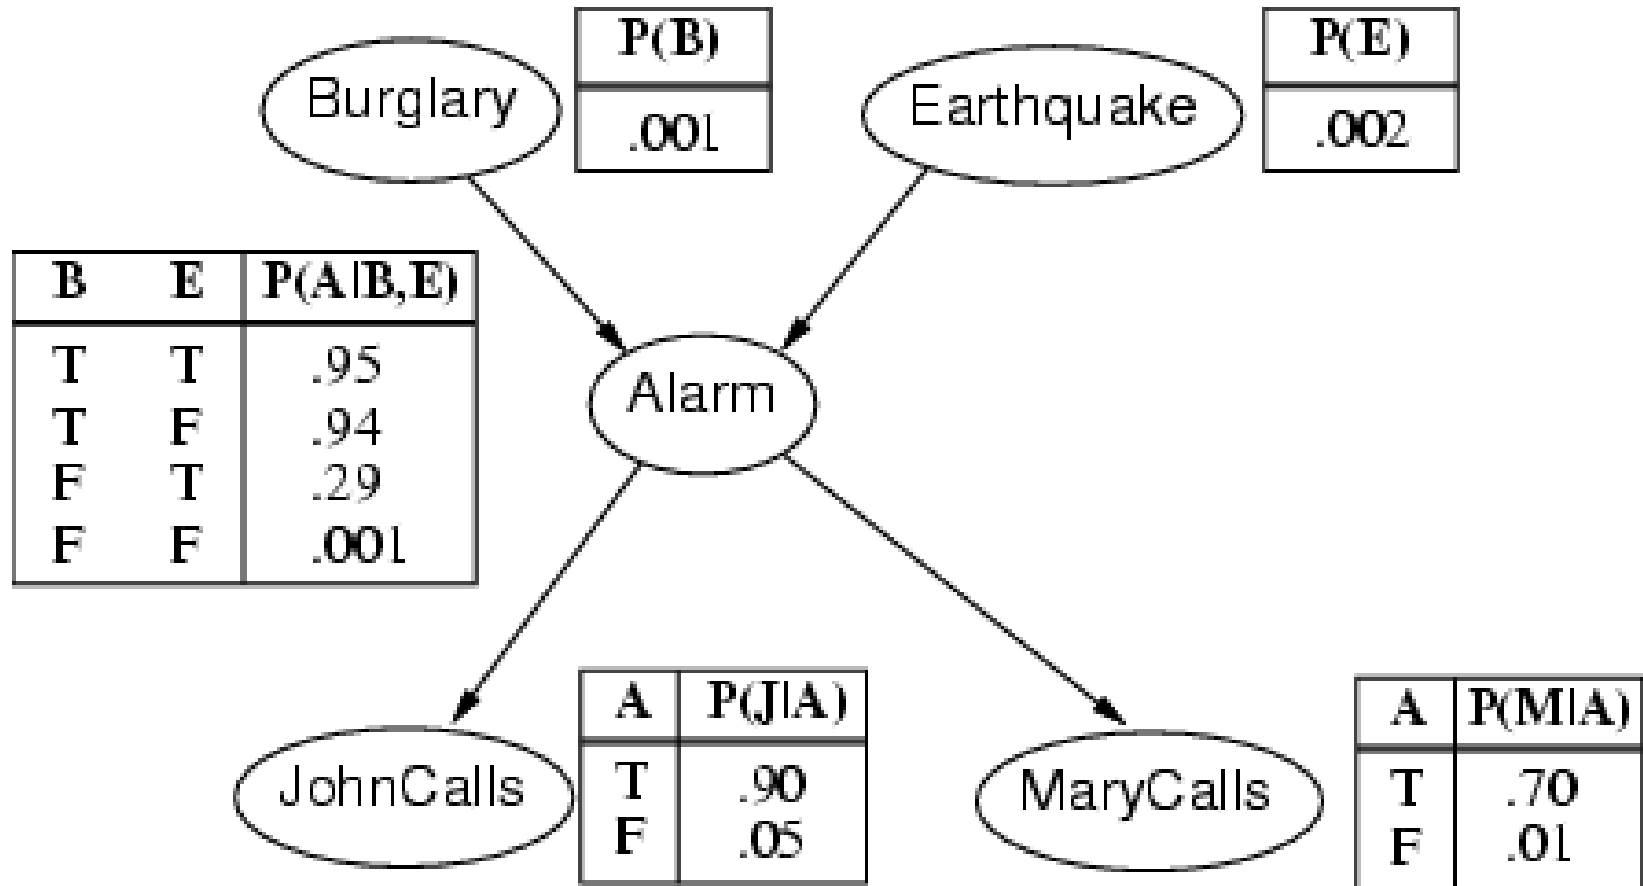 Burglary
P(B)
.001
Earthquake
P(E)
.002
B E P(A|B,E)
T T .95
T F .94
F T .29
F F .001
Alarm
JohnCalls
A P(J|A)
T .90
F .05
MaryCalls
A P(M|A)
T .70
F .01